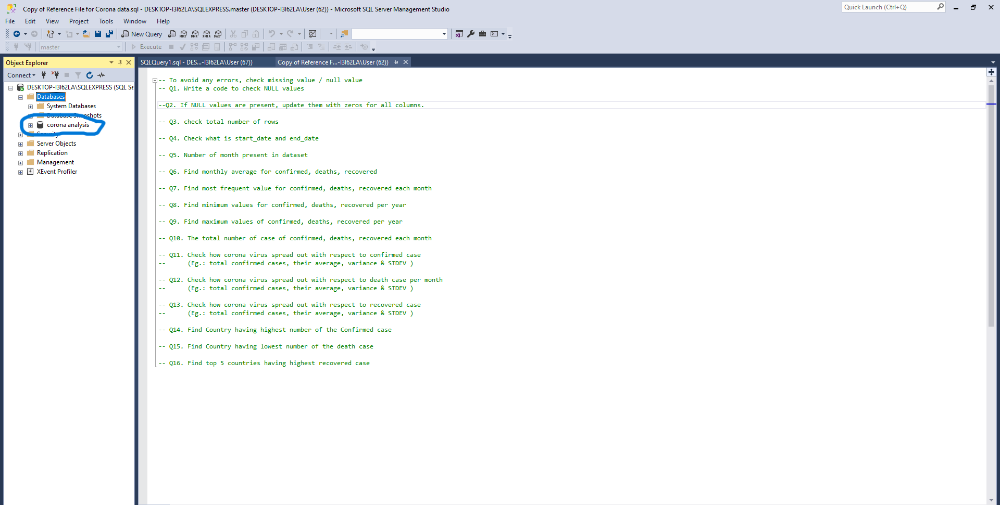 Copy of Reference File for Corona data.sql - DESKTOP-I3I62LA\SQLEXPRESS.master (DESKTOP-I3I62LA\User (62)) - Microsoft SQL Server Management Studio
Quick Launch (Ctrl+Q)
File Edit View Project Tools Window Help
New Query
MDX DMX XMLA DAX
master
Execute
Object Explorer
SQLQuery1.sql - DES...-I3I62LA\User (67))
Copy of Reference F...-I3I62LA\User (62))
Connect
DESKTOP-I3I62LA\SQLEXPRESS (SQL Se
Databases
System Databases
Database Snapshots
corona analysis
Security
Server Objects
Replication
Management
XEvent Profiler
-- To avoid any errors, check missing value / null value
-- Q1. Write a code to check NULL values
--Q2. If NULL values are present, update them with zeros for all columns.
-- Q3. check total number of rows
-- Q4. Check what is start_date and end_date
-- Q5. Number of month present in dataset
-- Q6. Find monthly average for confirmed, deaths, recovered
-- Q7. Find most frequent value for confirmed, deaths, recovered each month
-- Q8. Find minimum values for confirmed, deaths, recovered per year
-- Q9. Find maximum values of confirmed, deaths, recovered per year
-- Q10. The total number of case of confirmed, deaths, recovered each month
-- Q11. Check how corona virus spread out with respect to confirmed case
-- (Eg.: total confirmed cases, their average, variance & STDEV )
-- Q12. Check how corona virus spread out with respect to death case per month
-- (Eg.: total confirmed cases, their average, variance & STDEV )
-- Q13. Check how corona virus spread out with respect to recovered case
-- (Eg.: total confirmed cases, their average, variance & STDEV )
-- Q14. Find Country having highest number of the Confirmed case
-- Q15. Find Country having lowest number of the death case
-- Q16. Find top 5 countries having highest recovered case